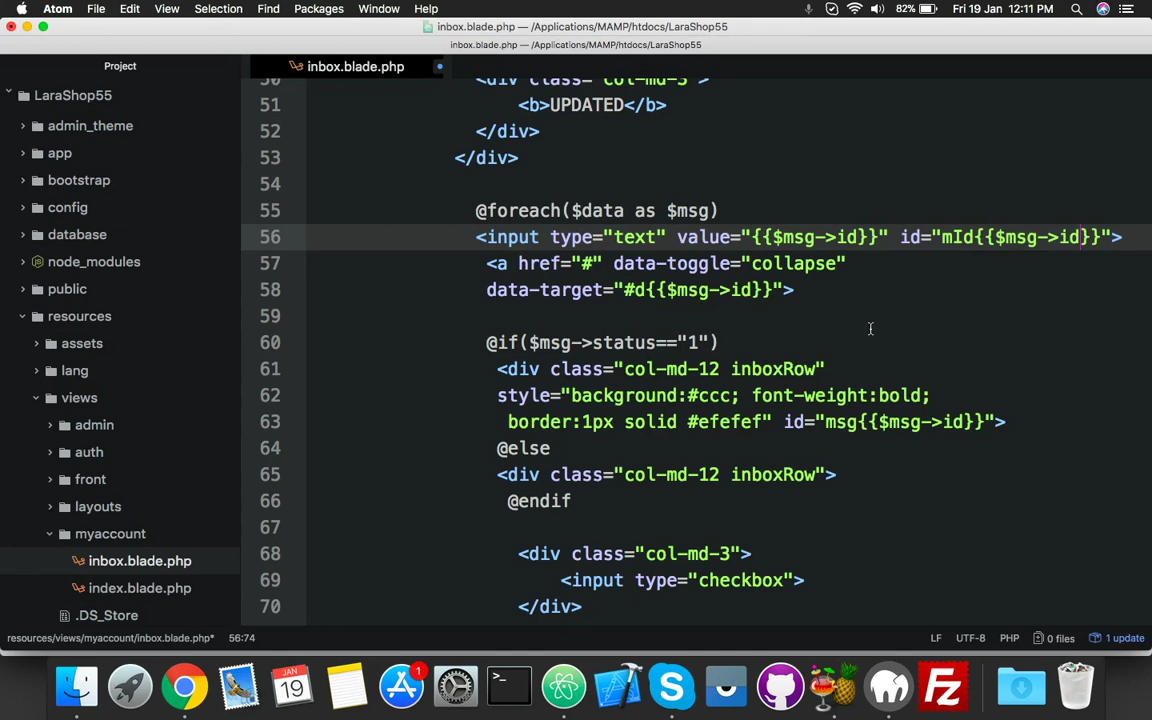 Atom File Edit View Selection Find Packages Window Help 82% Fri 19 Jan 12:11 PM
inbox.blade.php — /Applications/MAMP/htdocs/LaraShop55
inbox.blade.php — /Applications/MAMP/htdocs/LaraShop55
Project
inbox.blade.php
LaraShop55
admin_theme
app
bootstrap
config
database
node_modules
public
resources
assets
lang
views
admin
auth
front
layouts
myaccount
inbox.blade.php
index.blade.php
.DS_Store
50 <div class="col-md-3">
51 <b>UPDATED</b>
52 </div>
53 </div>
54
55 @foreach($data as $msg)
56 <input type="text" value="{{$msg->id}}" id="mId{{$msg->id}}">
57 <a href="#" data-toggle="collapse"
58 data-target="#d{{$msg->id}}">
59
60 @if($msg->status=="1")
61 <div class="col-md-12 inboxRow"
62 style="background:#ccc; font-weight:bold;
63 border:1px solid #efefef" id="msg{{$msg->id}}">
64 @else
65 <div class="col-md-12 inboxRow">
66 @endif
67
68 <div class="col-md-3">
69 <input type="checkbox">
70 </div>
resources/views/myaccount/inbox.blade.php* 56:74 LF UTF-8 PHP 0 files 1 update
JAN
19
1
>_
FZ